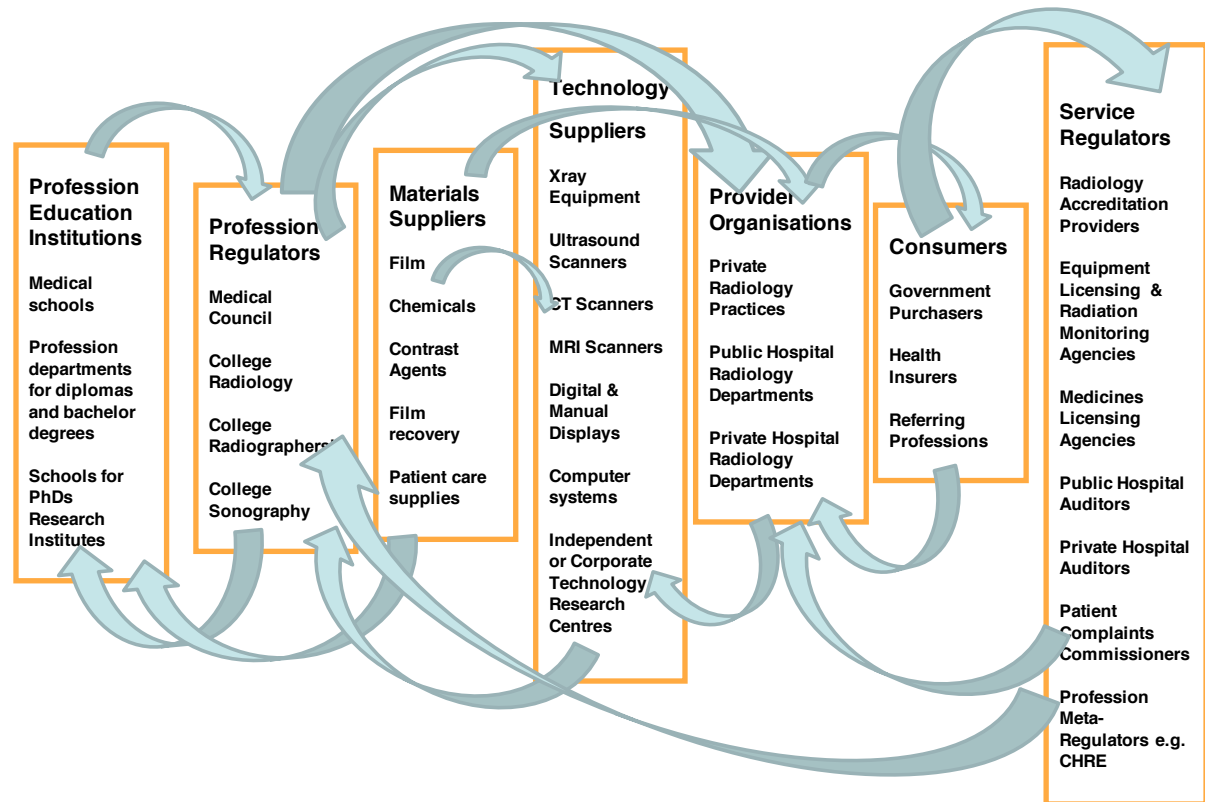 Profession
Education
Institutions
Medical
schools
Profession
departments
for diplomas
and bachelor
degrees
Schools for
PhDs
Research
Institutes
Profession
Regulators
Medical
Council
College
Radiology
College
Radiographers
College
Sonography
Materials
Suppliers
Film
Chemicals
Contrast
Agents
Film
recovery
Patient care
supplies
Technology
Suppliers
Xray
Equipment
Ultrasound
Scanners
CT Scanners
MRI Scanners
Digital &
Manual
Displays
Computer
systems
Independent
or Corporate
Technology
Research
Centres
Provider
Organisations
Private
Radiology
Practices
Public Hospital
Radiology
Departments
Private Hospital
Radiology
Departments
Consumers
Government
Purchasers
Health
Insurers
Referring
Professions
Service
Regulators
Radiology
Accreditation
Providers
Equipment
Licensing &
Radiation
Monitoring
Agencies
Medicines
Licensing
Agencies
Public Hospital
Auditors
Private Hospital
Auditors
Patient
Complaints
Commissioners
Profession
Meta-
Regulators e.g.
CHRE